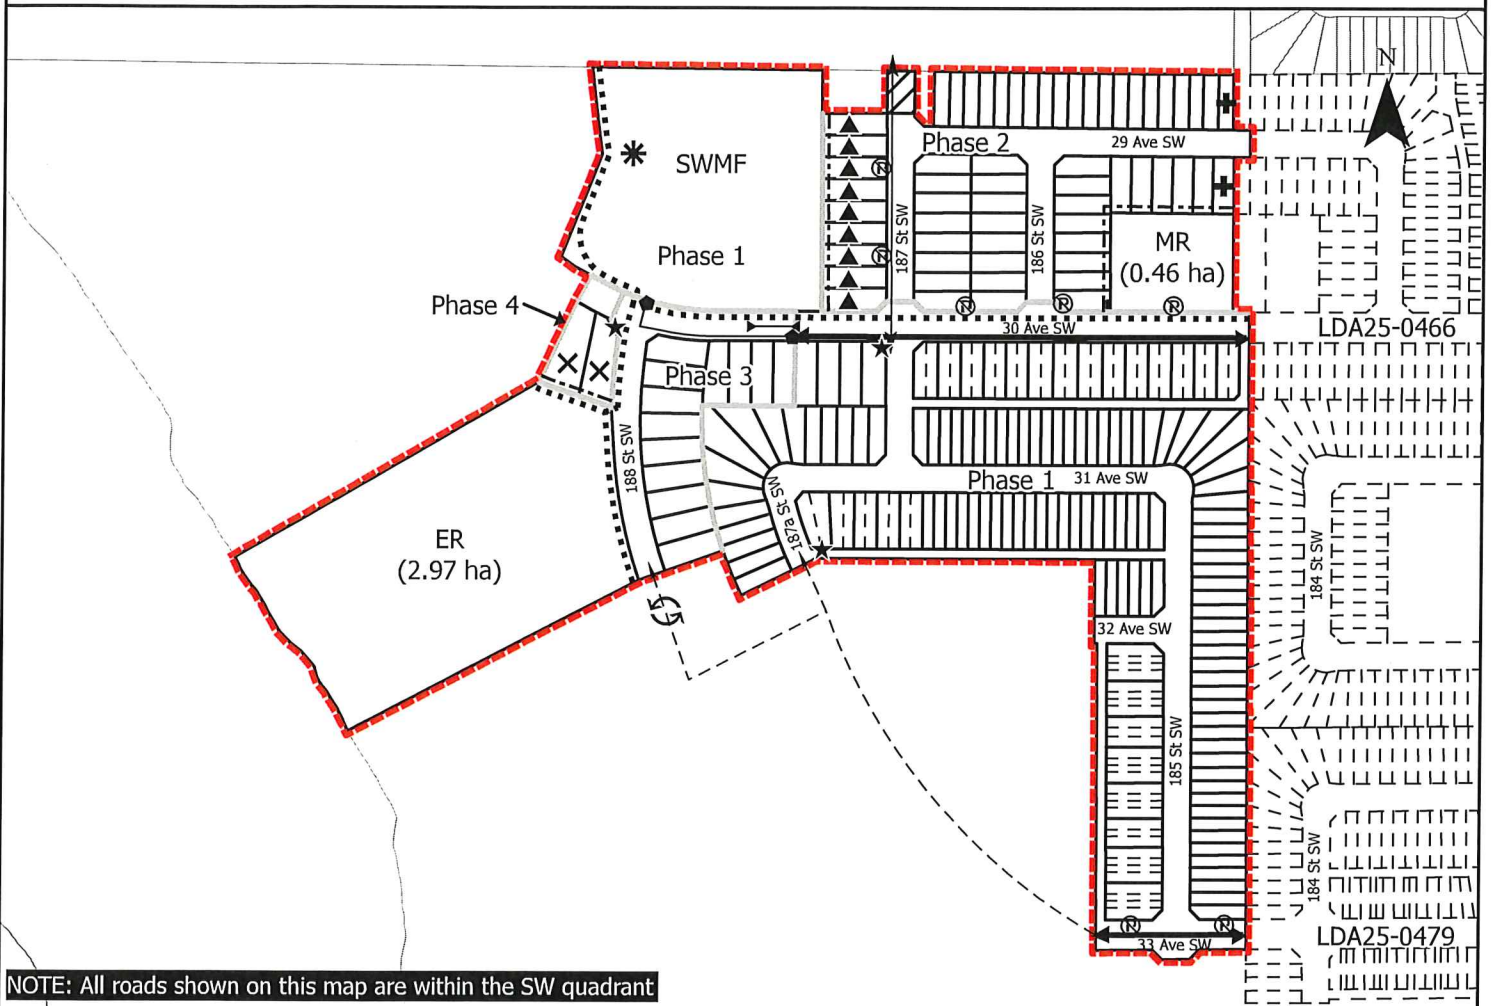 N
Phase 2
29 Ave SW
SWMF
187 St SW
186 St SW
MR
(0.46 ha)
Phase 1
Phase 4
30 Ave SW
LDA25-0466
Phase 3
188 St SW
Phase 1
31 Ave SW
187a St SW
ER
(2.97 ha)
184 St SW
32 Ave SW
185 St SW
184 St SW
33 Ave SW
LDA25-0479
NOTE: All roads shown on this map are within the SW quadrant